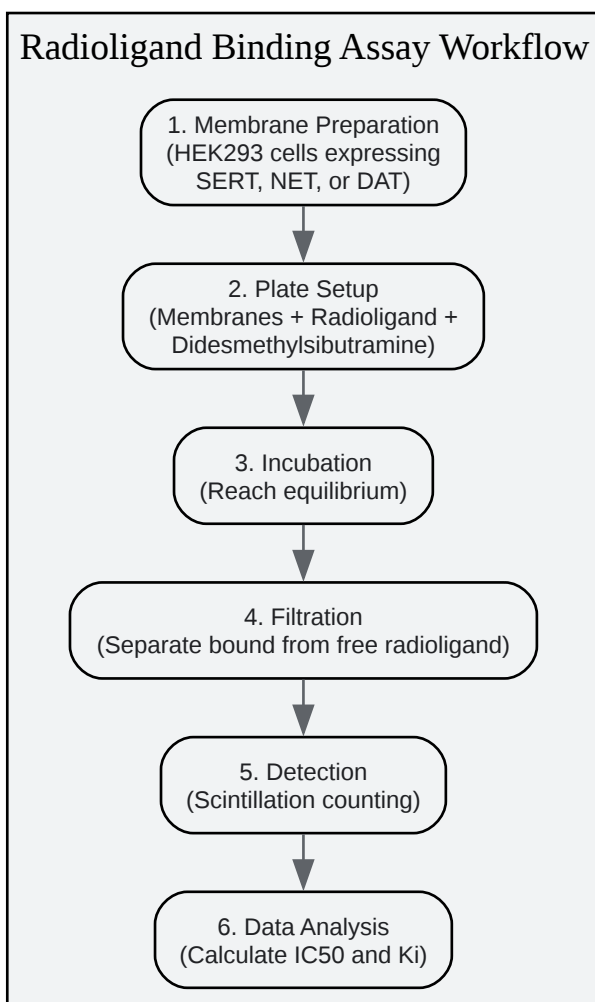 Radioligand Binding Assay Workflow
1. Membrane Preparation
(HEK293 cells expressing
SERT, NET, or DAT)
2. Plate Setup
(Membranes + Radioligand +
Didesmethylsibutramine)
3. Incubation
(Reach equilibrium)
4. Filtration
(Separate bound from free radioligand)
5. Detection
(Scintillation counting)
6. Data Analysis
(Calculate IC50 and Ki)